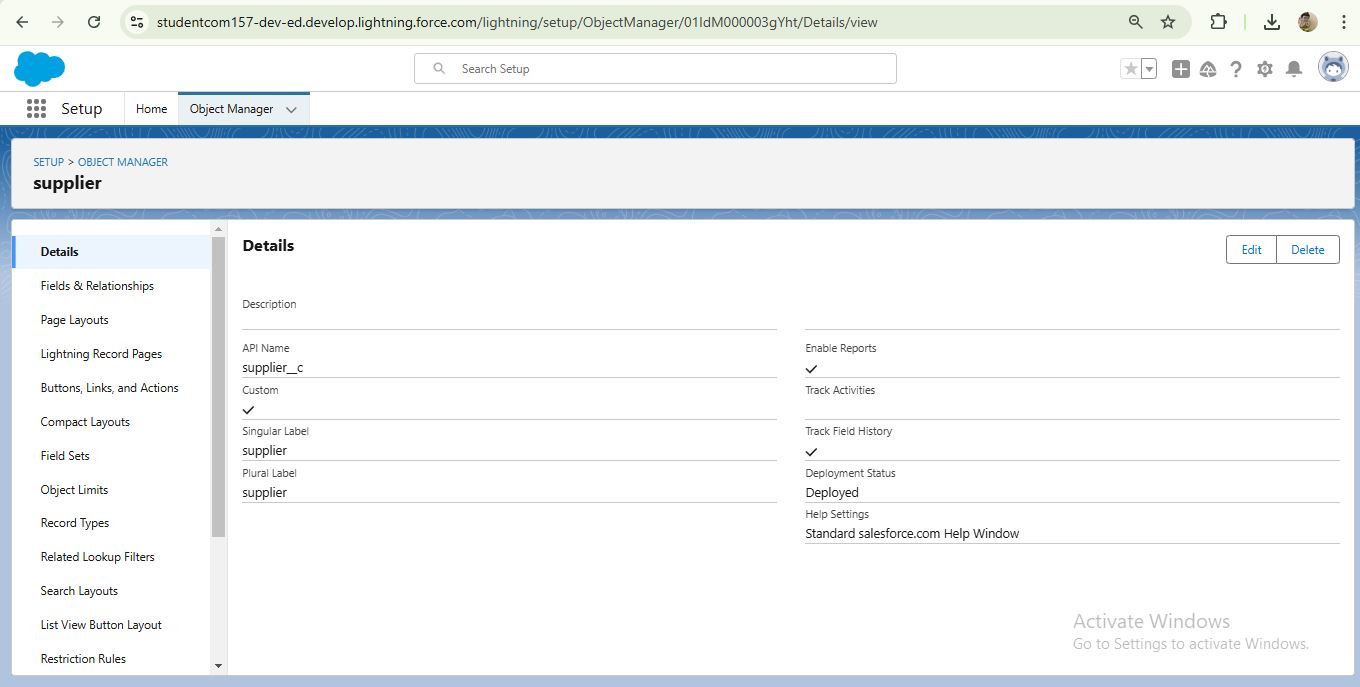 studentcom157-dev-ed.develop.lightning.force.com/lightning/setup/ObjectManager/01IdM000003gYht/Details/view
Search Setup
Setup
Home
Object Manager
SETUP > OBJECT MANAGER
supplier
Details
Fields & Relationships
Page Layouts
Lightning Record Pages
Buttons, Links, and Actions
Compact Layouts
Field Sets
Object Limits
Record Types
Related Lookup Filters
Search Layouts
List View Button Layout
Restriction Rules
Details
Edit
Delete
Description
API Name
supplier__c
Custom
Singular Label
supplier
Plural Label
supplier
Enable Reports
Track Activities
Track Field History
Deployment Status
Deployed
Help Settings
Standard salesforce.com Help Window
Activate Windows
Go to Settings to activate Windows.